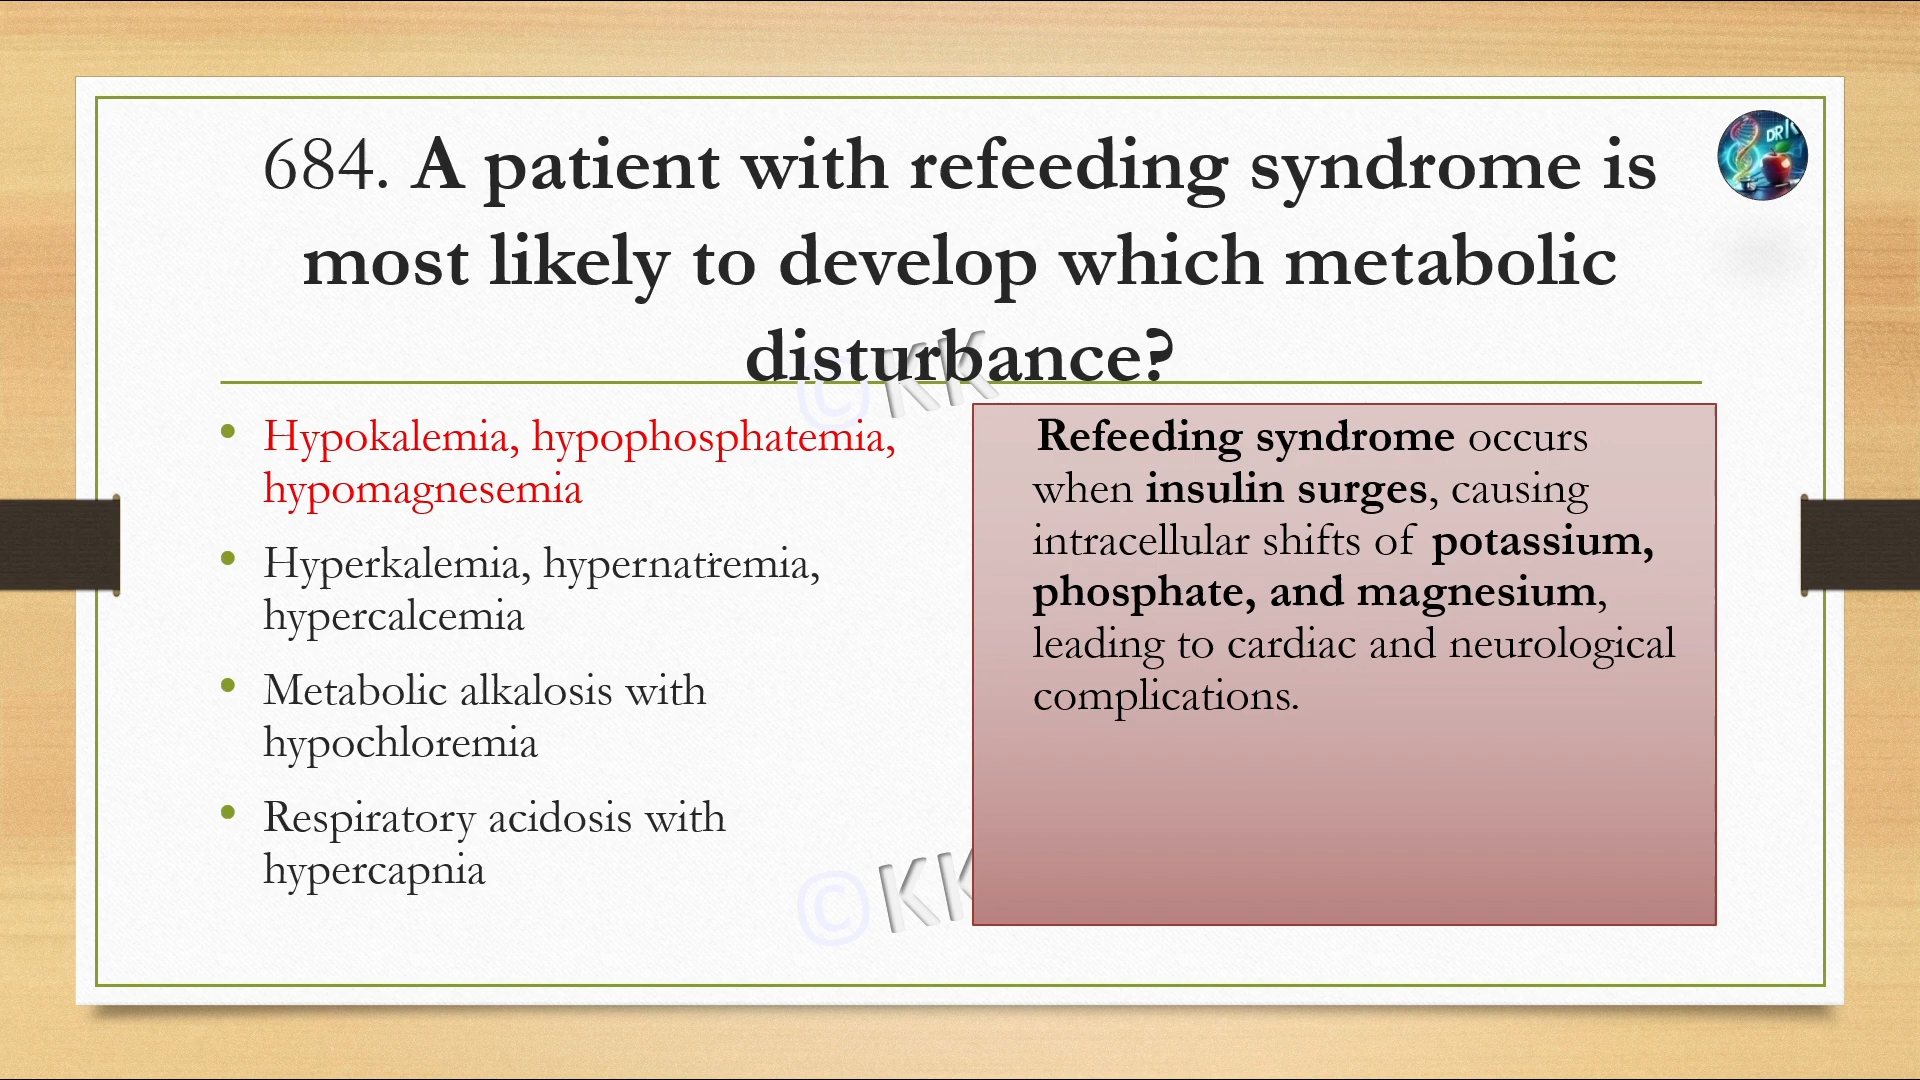 684. A patient with refeeding syndrome is
most likely to develop which metabolic
disturbance?
• Hypokalemia, hypophosphatemia,
hypomagnesemia
• Hyperkalemia, hypernatremia,
hypercalcemia
• Metabolic alkalosis with
hypochloremia
• Respiratory acidosis with
hypercapnia
Refeeding syndrome occurs
when insulin surges, causing
intracellular shifts of potassium,
phosphate, and magnesium,
leading to cardiac and neurological
complications.
©KK
©KK
DR K